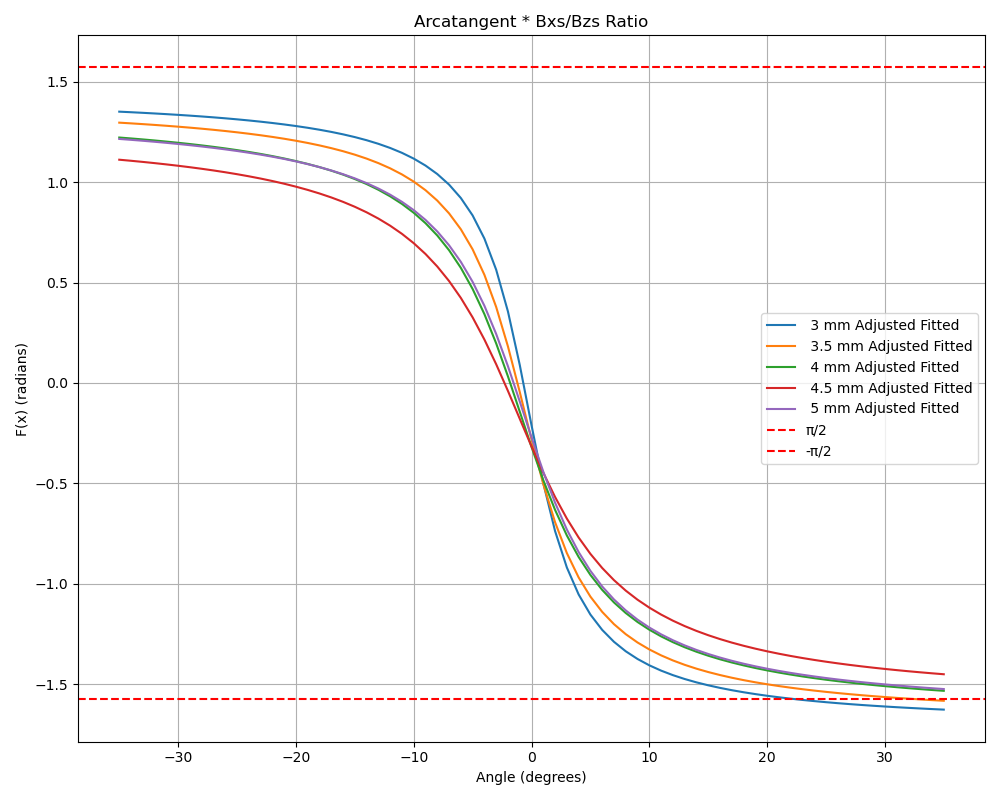 Arcatangent * Bxs/Bzs Ratio
1.5
1.0
0.5
0.0
−0.5
−1.0
−1.5
F(x) (radians)
3 mm Adjusted Fitted
3.5 mm Adjusted Fitted
4 mm Adjusted Fitted
4.5 mm Adjusted Fitted
5 mm Adjusted Fitted
π/2
-π/2
−30 −20 −10 0 10 20 30
Angle (degrees)